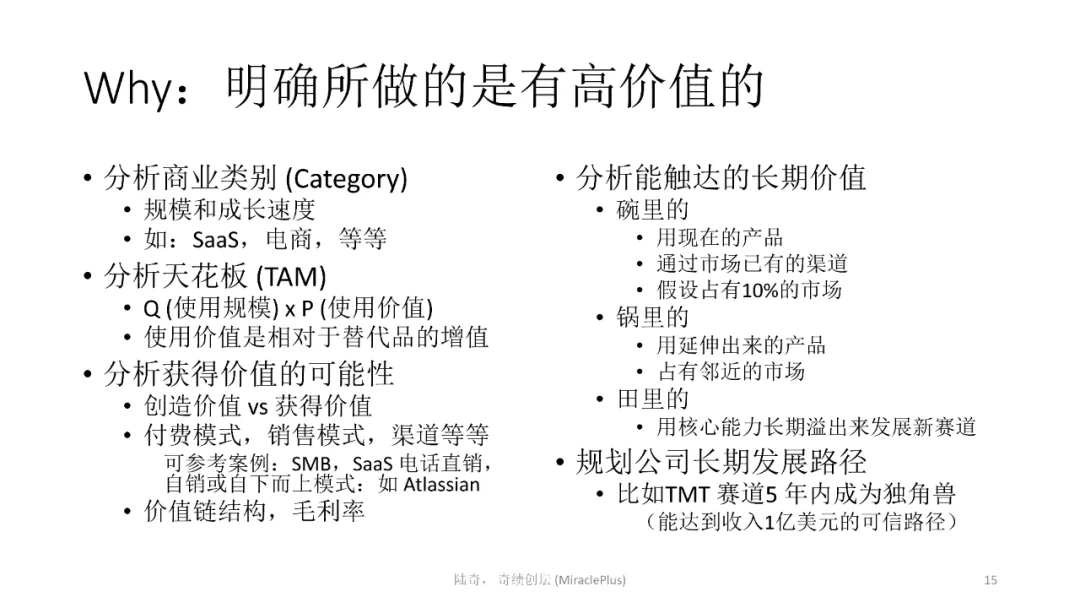 Why：明确所做的是有高价值的
• 分析商业类别 (Category)
• 规模和成长速度
• 如：SaaS，电商，等等
• 分析天花板 (TAM)
• Q (使用规模) x P (使用价值)
• 使用价值是相对于替代品的增值
• 分析获得价值的可能性
• 创造价值 vs 获得价值
• 付费模式，销售模式，渠道等等
可参考案例：SMB，SaaS 电话直销，
自销或自下而上模式：如 Atlassian
• 价值链结构，毛利率
• 分析能触达的长期价值
• 碗里的
• 用现在的产品
• 通过市场已有的渠道
• 假设占有10%的市场
• 锅里的
• 用延伸出来的产品
• 占有邻近的市场
• 田里的
• 用核心能力长期溢出来发展新赛道
• 规划公司长期发展路径
• 比如TMT 赛道5 年内成为独角兽
（能达到收入1亿美元的可信路径）
陆奇， 奇绩创坛 (MiraclePlus)
15